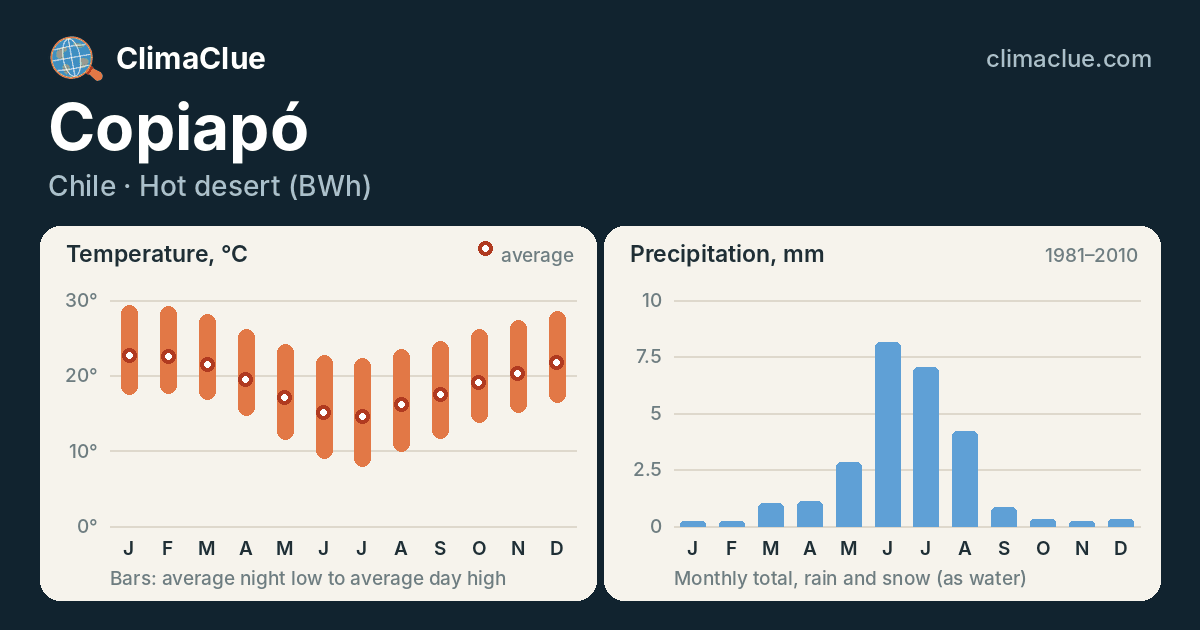 ClimaClue
climaclue.com
Copiapó
Chile · Hot desert (BWh)
Temperature, °C
average
30°
20°
10°
0°
J F M A M J J A S O N D
Bars: average night low to average day high
Precipitation, mm
1981–2010
10
7.5
5
2.5
0
J F M A M J J A S O N D
Monthly total, rain and snow (as water)